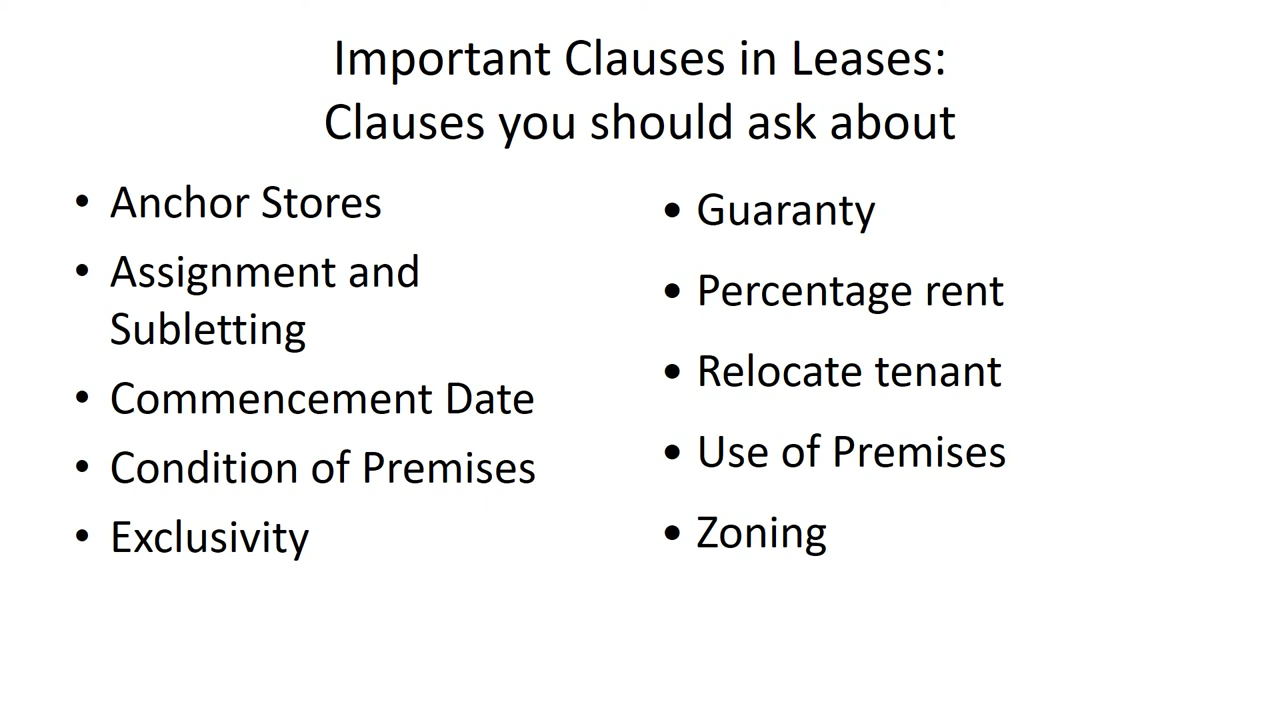 Important Clauses in Leases:
Clauses you should ask about
• Anchor Stores
• Assignment and
Subletting
• Commencement Date
• Condition of Premises
• Exclusivity
• Guaranty
• Percentage rent
• Relocate tenant
• Use of Premises
• Zoning